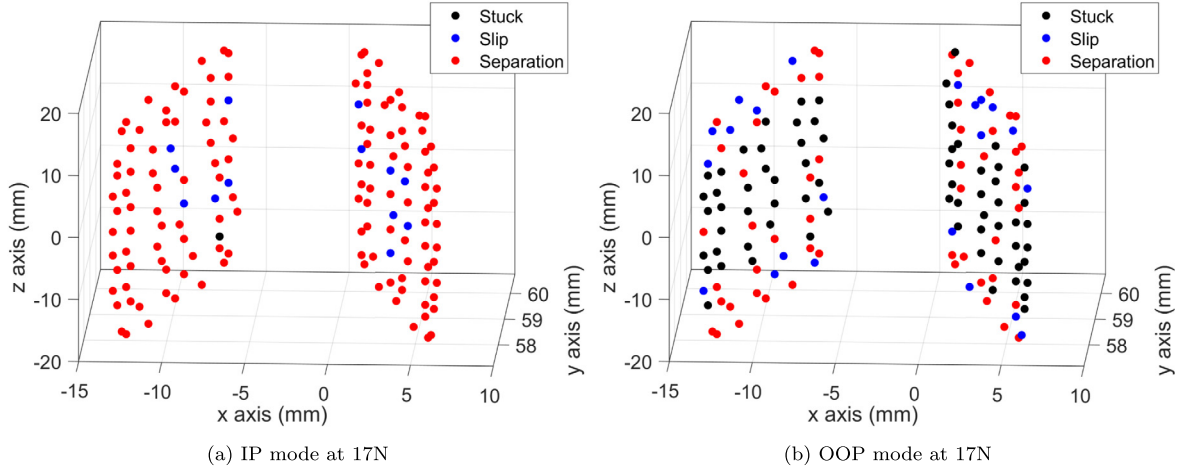 Stuck
Slip
Separation
20
10
0
-10
-20
z axis (mm)
-15
-10
-5
0
5
10
x axis (mm)
60
59
58
y axis (mm)
(a) IP mode at 17N
Stuck
Slip
Separation
20
10
0
-10
-20
z axis (mm)
-15
-10
-5
0
5
10
x axis (mm)
60
59
58
y axis (mm)
(b) OOP mode at 17N